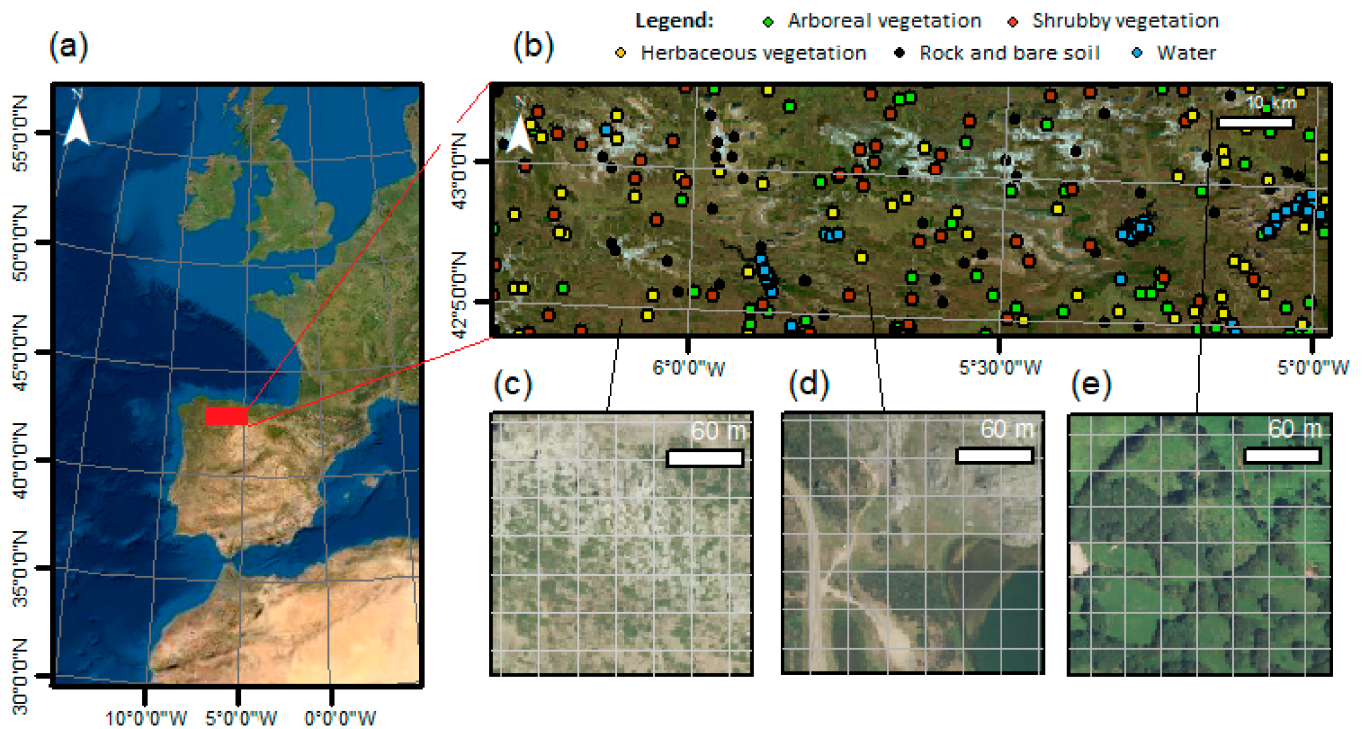 Legend: Arboreal vegetation Shrubby vegetation
Herbaceous vegetation Rock and bare soil Water
(a)
(b)
N
55°0'0"N
50°0'0"N
45°0'0"N
40°0'0"N
35°0'0"N
30°0'0"N
10°0'0"W 5°0'0"W 0°0'0"W
N
10 km
43°0'0"N
42°50'0"N
6°0'0"W 5°30'0"W 5°0'0"W
(c) (d) (e)
60 m 60 m 60 m